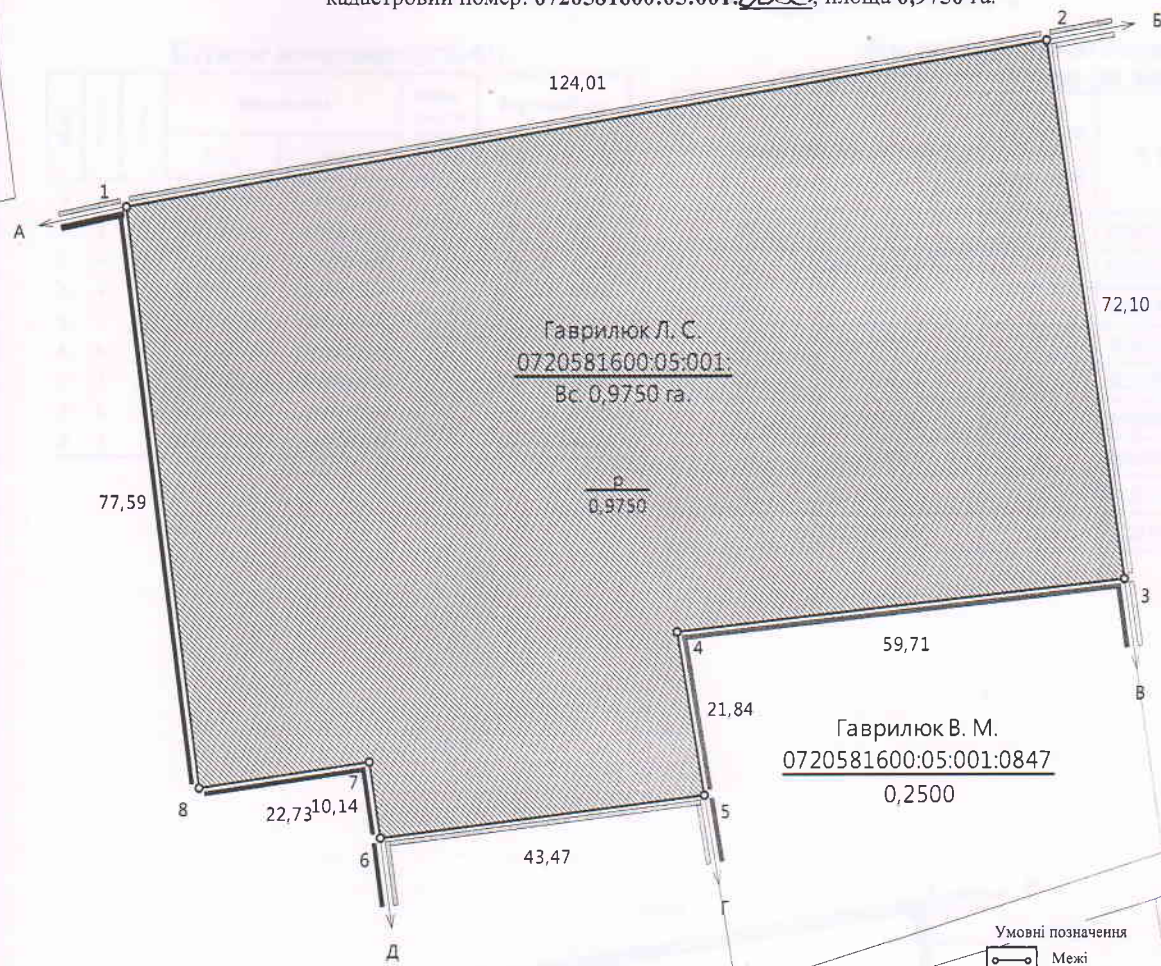 кадастровий номер: 0720581600:05:001: , площа 0,9750 га.
2
Б
124,01
1
А
72,10
Гаврилюк Л. С.
0720581600:05:001:
Вс. 0,9750 га.
77,59
р
0,9750
3
4
59,71
В
21,84
Гаврилюк В. М.
0720581600:05:001:0847
0,2500
7
8
22,73
10,14
5
6
43,47
Г
Д
Умовні позначення
Межі